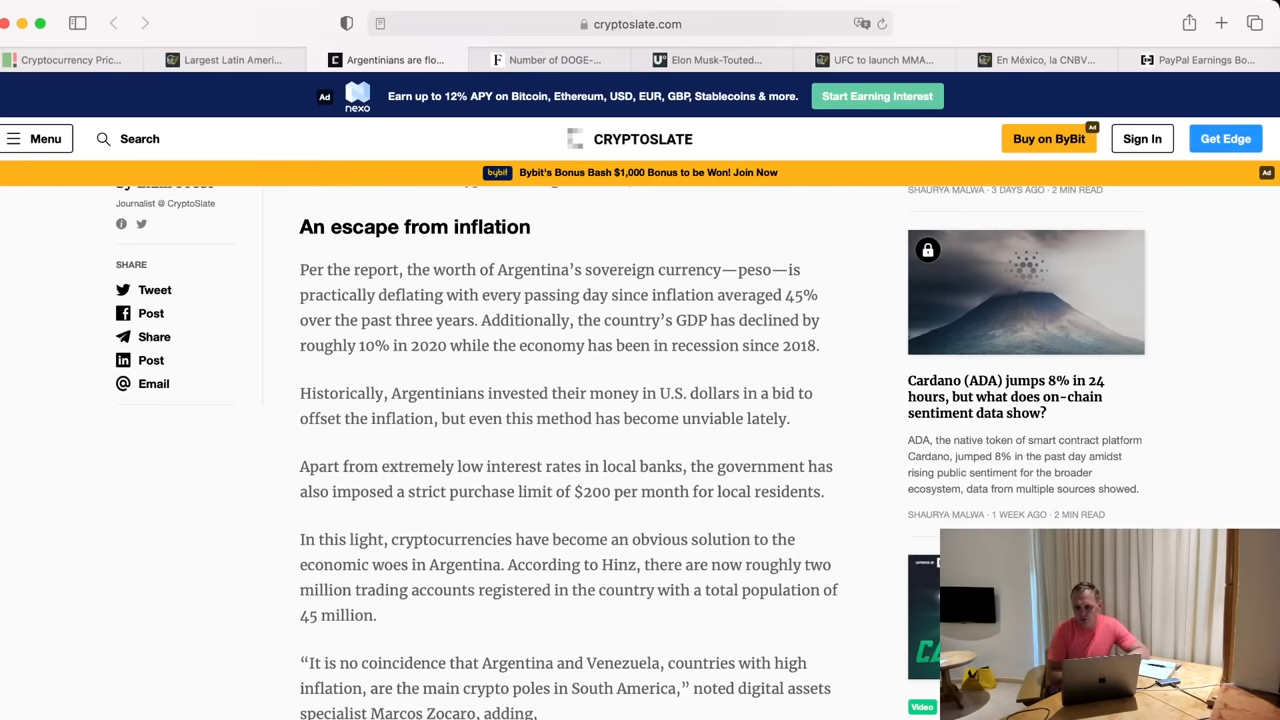 cryptoslate.com
Cryptocurrency Pric...
Largest Latin Ameri...
Argentinians are flo...
Number of DOGE-...
Elon Musk-Touted...
UFC to launch MMA...
En México, la CNBV...
PayPal Earnings Bo...
Ad
nexo
Earn up to 12% APY on Bitcoin, Ethereum, USD, EUR, GBP, Stablecoins & more.
Start Earning Interest
Menu
Search
CRYPTOSLATE
Buy on ByBit
Ad
Sign In
Get Edge
bybit
Bybit's Bonus Bash $1,000 Bonus to be Won! Join Now
Ad
Journalist @ CryptoSlate
SHARE
Tweet
Post
Share
Post
Email
An escape from inflation
Per the report, the worth of Argentina’s sovereign currency—peso—is
practically deflating with every passing day since inflation averaged 45%
over the past three years. Additionally, the country’s GDP has declined by
roughly 10% in 2020 while the economy has been in recession since 2018.
Historically, Argentinians invested their money in U.S. dollars in a bid to
offset the inflation, but even this method has become unviable lately.
Apart from extremely low interest rates in local banks, the government has
also imposed a strict purchase limit of $200 per month for local residents.
In this light, cryptocurrencies have become an obvious solution to the
economic woes in Argentina. According to Hinz, there are now roughly two
million trading accounts registered in the country with a total population of
45 million.
“It is no coincidence that Argentina and Venezuela, countries with high
inflation, are the main crypto poles in South America,” noted digital assets
specialist Marcos Zocaro, adding,
SHAURYA MALWA · 3 DAYS AGO · 2 MIN READ
Cardano (ADA) jumps 8% in 24
hours, but what does on-chain
sentiment data show?
ADA, the native token of smart contract platform
Cardano, jumped 8% in the past day amidst
rising public sentiment for the broader
ecosystem, data from multiple sources showed.
SHAURYA MALWA · 1 WEEK AGO · 2 MIN READ
CA
Video